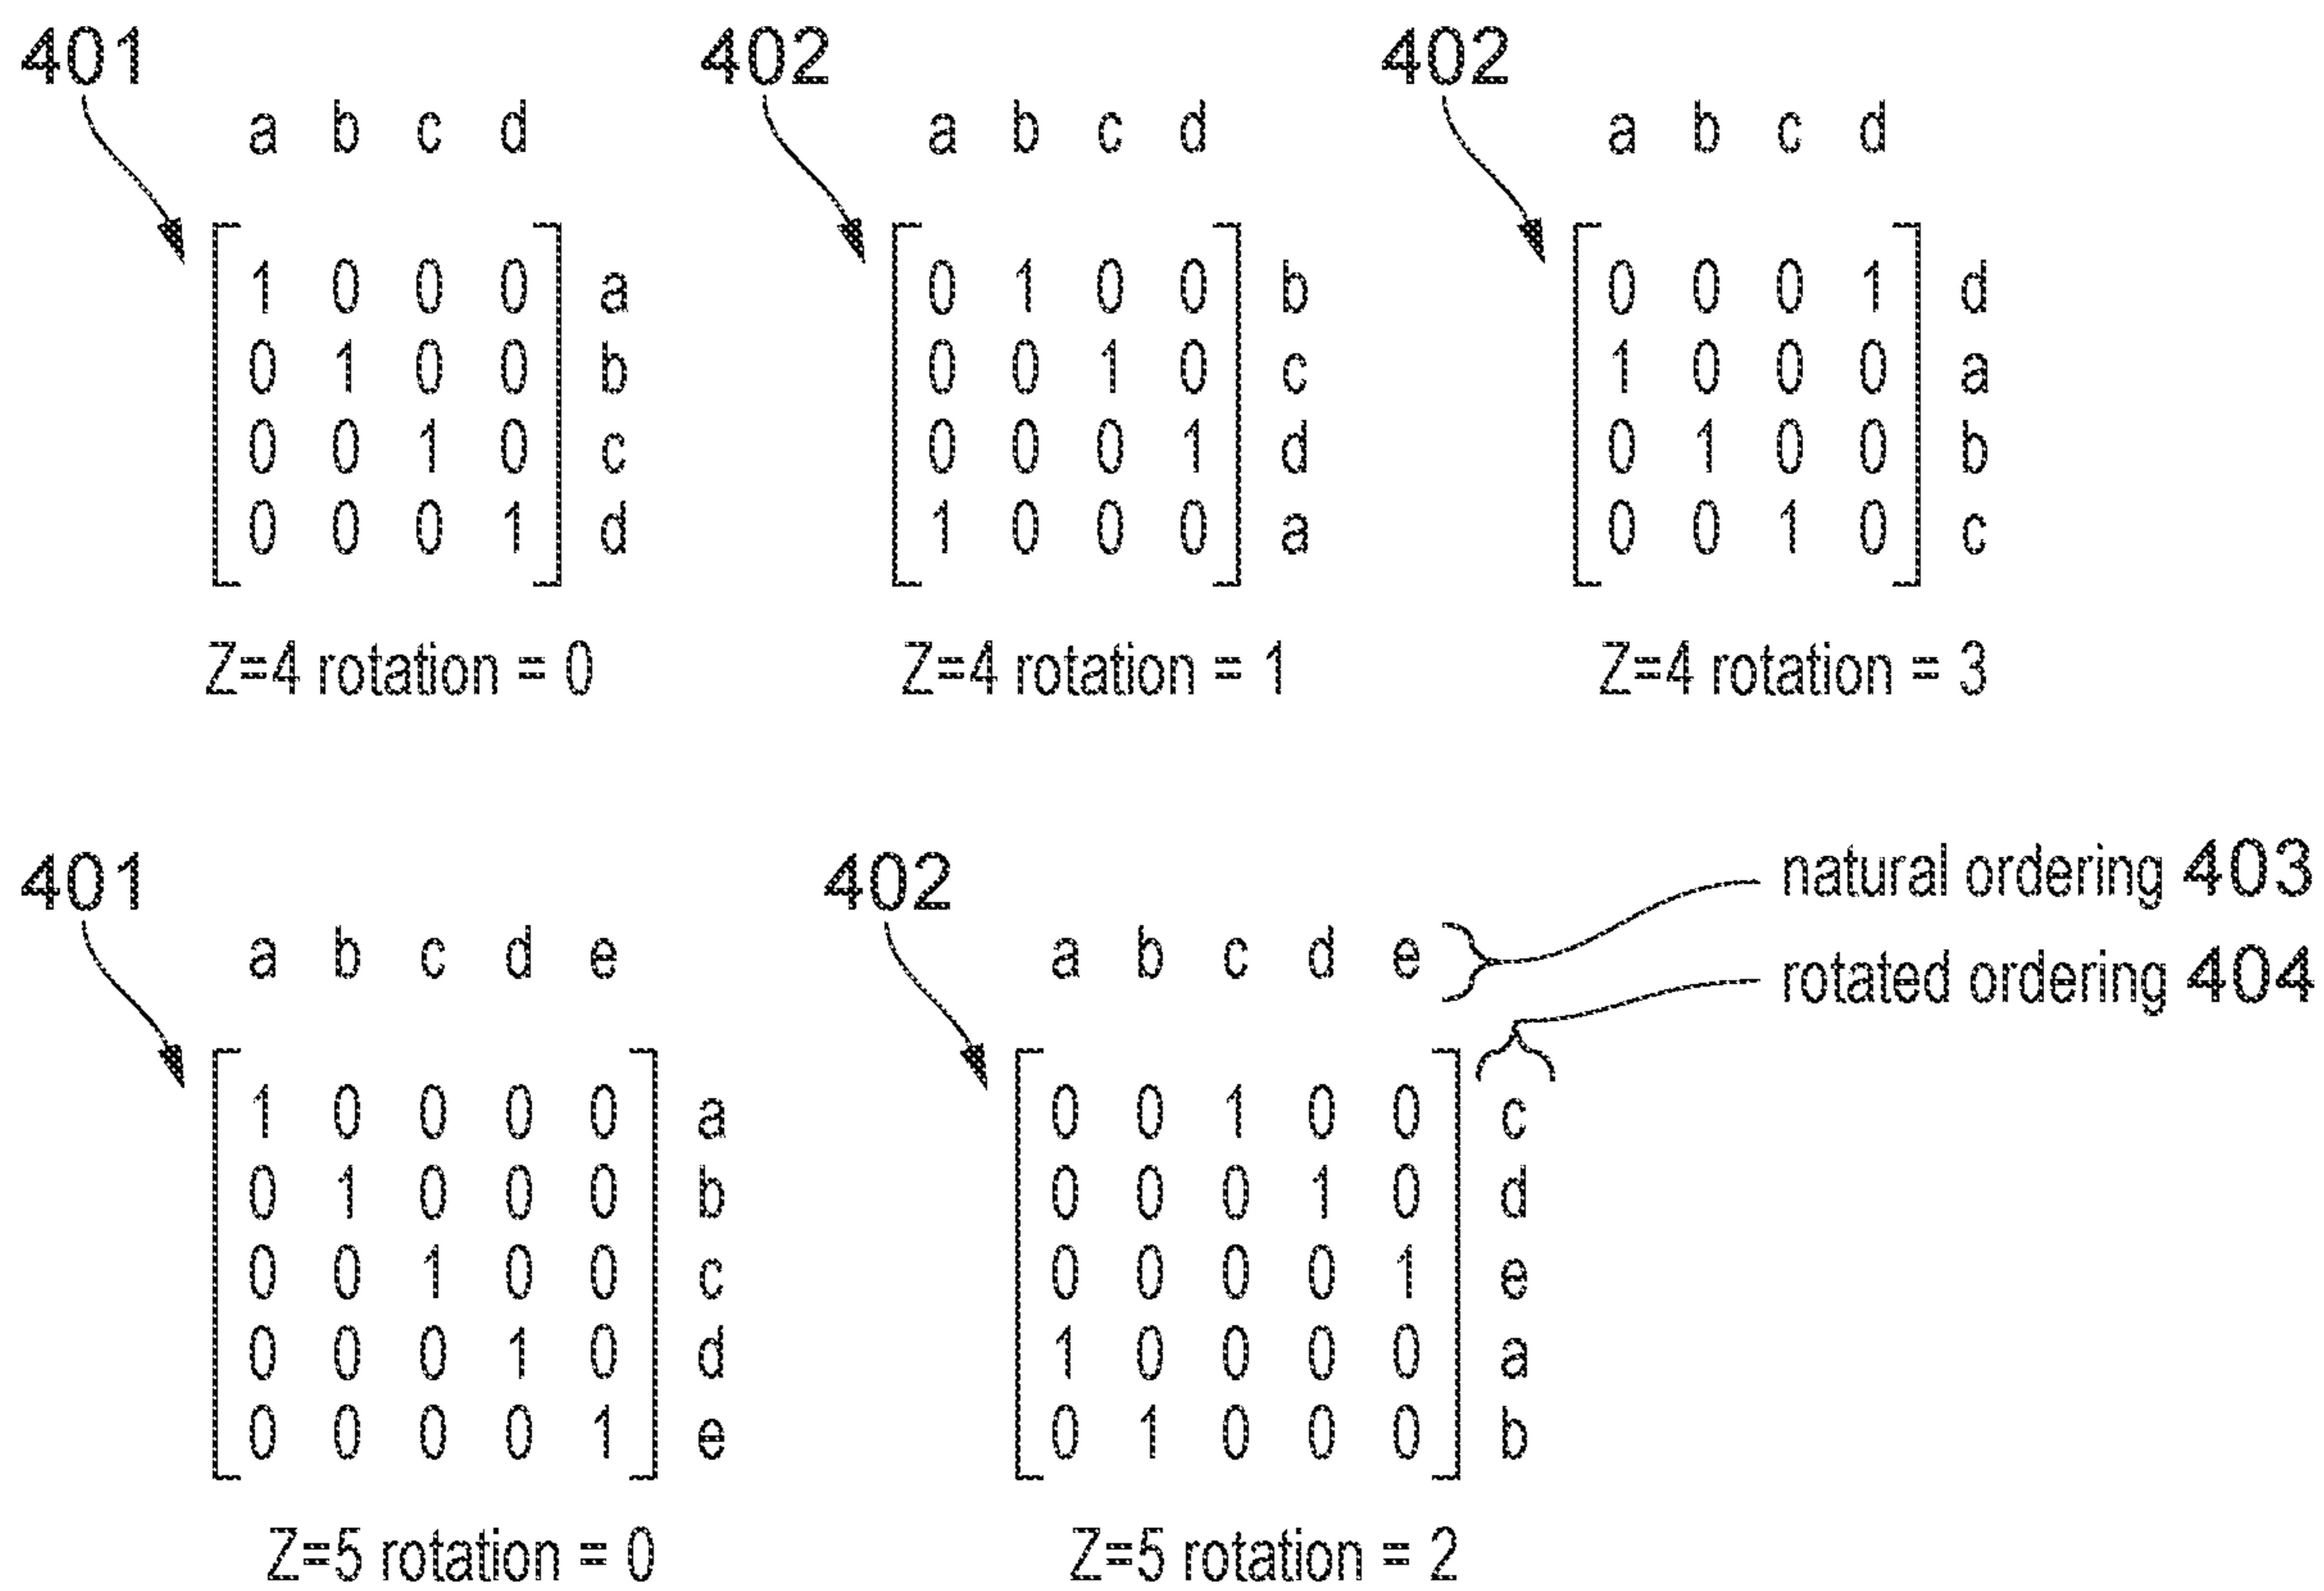 401 402 402
a b c d a b c d a b c d
1 0 0 0 a 0 1 0 0 b 0 0 0 1 d
0 1 0 0 b 0 0 1 0 c 1 0 0 0 a
0 0 1 0 c 0 0 0 1 d 0 1 0 0 b
0 0 0 1 d 1 0 0 0 a 0 0 1 0 c
Z=4 rotation = 0 Z=4 rotation = 1 Z=4 rotation = 3
401 402 natural ordering 403
a b c d e a b c d e rotated ordering 404
1 0 0 0 0 a 0 0 1 0 0 c
0 1 0 0 0 b 0 0 0 1 0 d
0 0 1 0 0 c 0 0 0 0 1 e
0 0 0 1 0 d 1 0 0 0 0 a
0 0 0 0 1 e 0 1 0 0 0 b
Z=5 rotation = 0 Z=5 rotation = 2